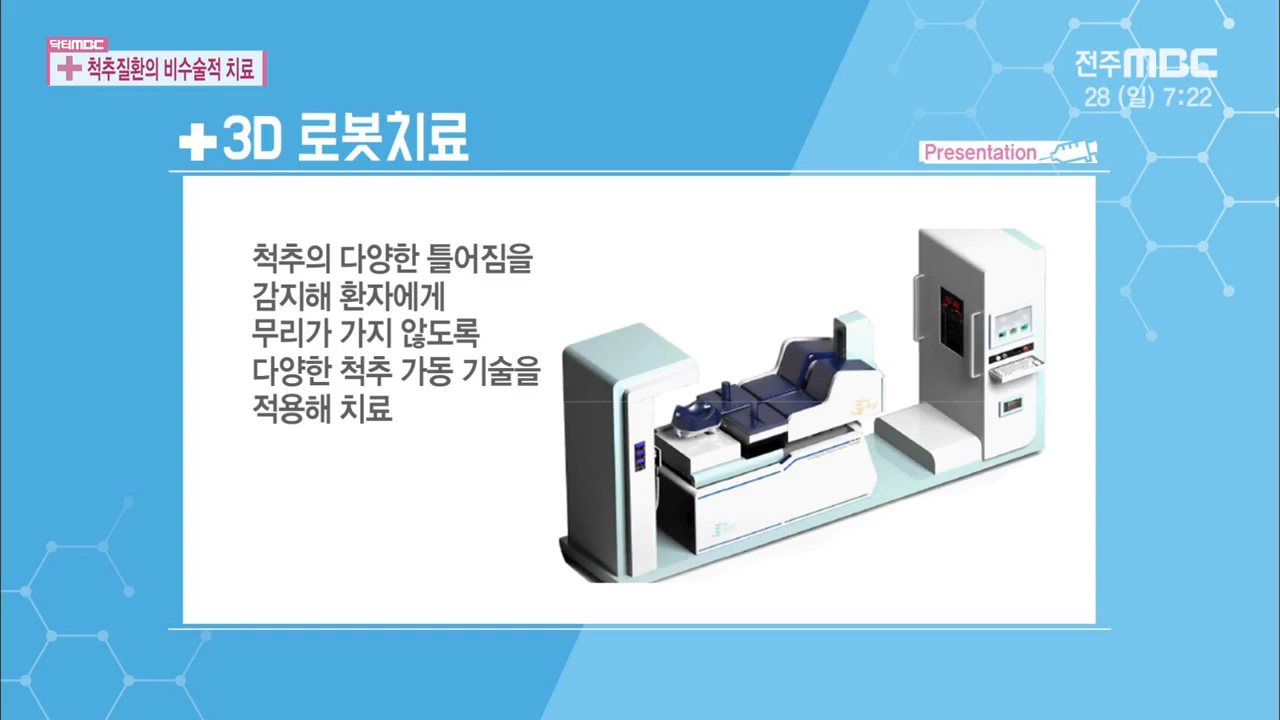 닥터MBC
척추질환의 비수술적 치료
전주MBC
28 (일) 7:22
3D 로봇치료
Presentation
척추의 다양한 틀어짐을
감지해 환자에게
무리가 가지 않도록
다양한 척추 가동 기술을
적용해 치료